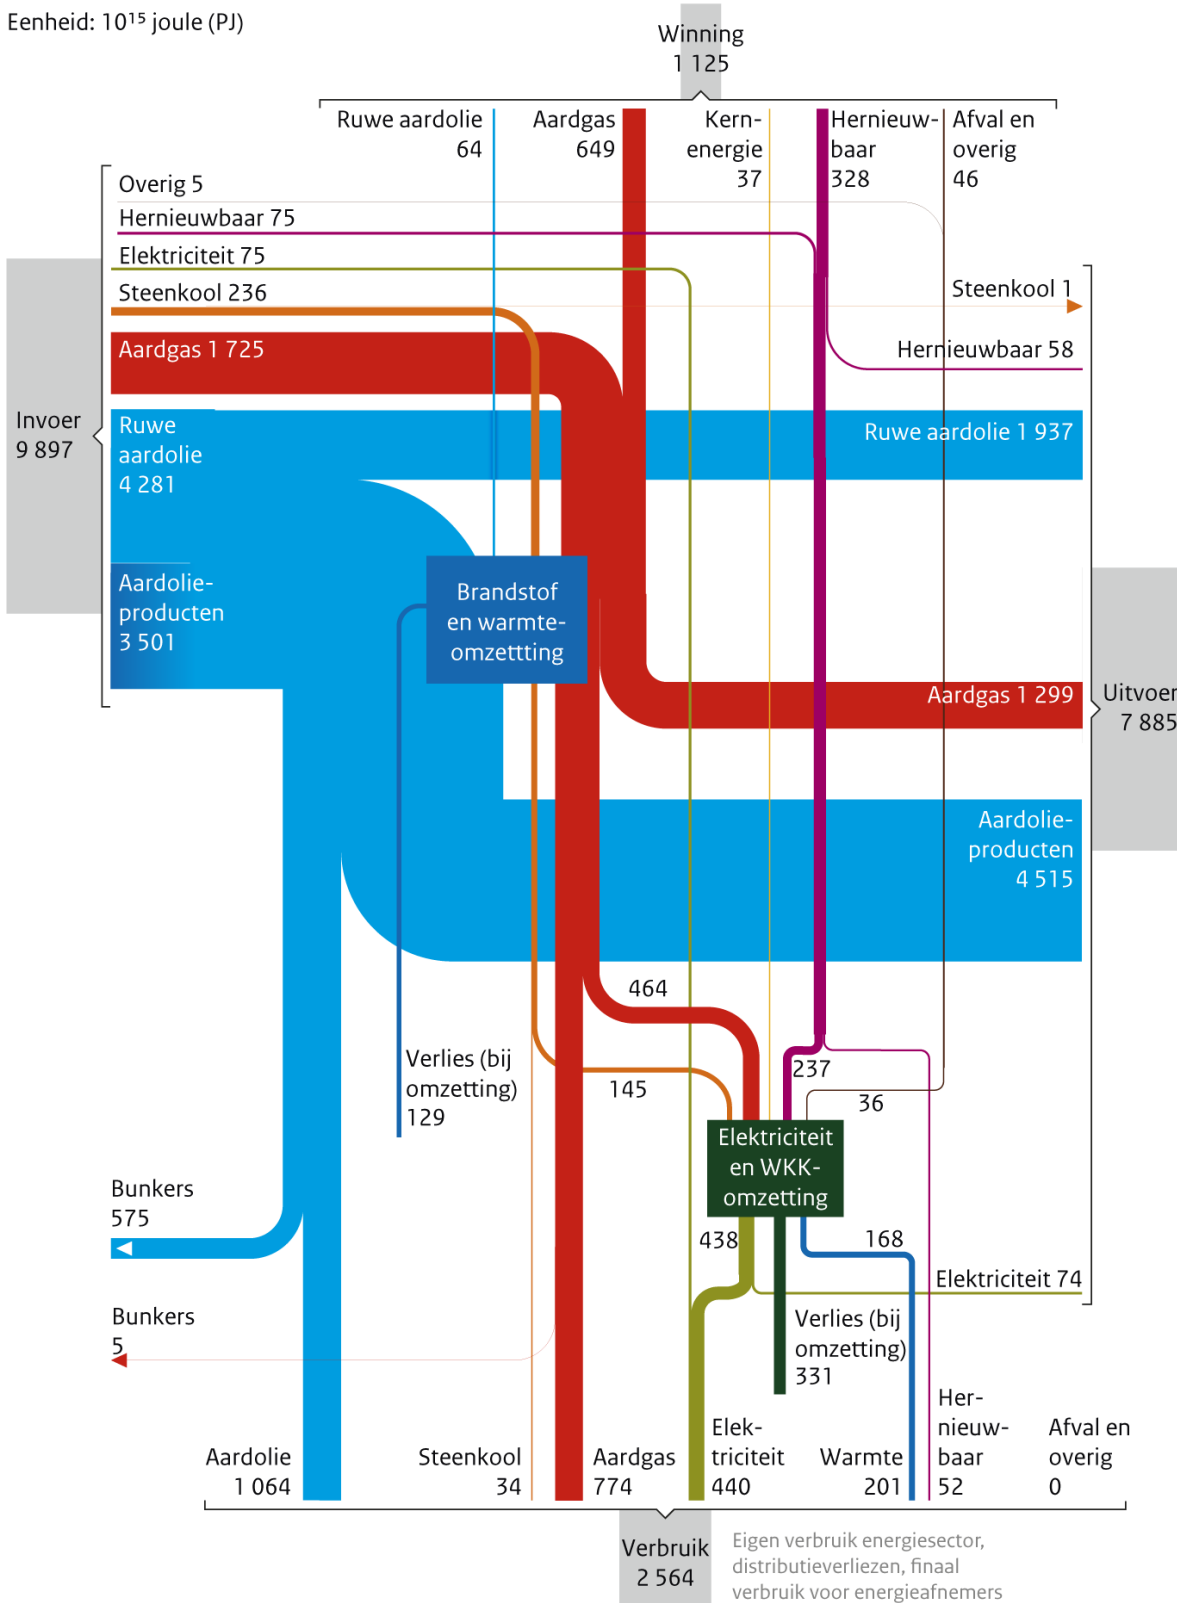 Eenheid: 10¹⁵ joule (PJ)
Winning
1 125
Ruwe aardolie
64
Aardgas
649
Kern-
energie
37
Hernieuw-
baar
328
Afval en
overig
46
Overig 5
Hernieuwbaar 75
Elektriciteit 75
Steenkool 236
Aardgas 1 725
Invoer
9 897
Ruwe
aardolie
4 281
Aardolie-
producten
3 501
Steenkool 1
Hernieuwbaar 58
Ruwe aardolie 1 937
Brandstof
en warmte-
omzettting
Aardgas 1 299
Uitvoer
7 885
Aardolie-
producten
4 515
464
Verlies (bij
omzetting)
129
145
237
36
Elektriciteit
en WKK-
omzetting
Bunkers
575
438
168
Elektriciteit 74
Bunkers
5
Verlies (bij
omzetting)
331
Aardolie
1 064
Steenkool
34
Aardgas
774
Elek-
triciteit
440
Warmte
201
Her-
nieuw-
baar
52
Afval en
overig
0
Verbruik
2 564
Eigen verbruik energiesector,
distributieverliezen, finaal
verbruik voor energieafnemers